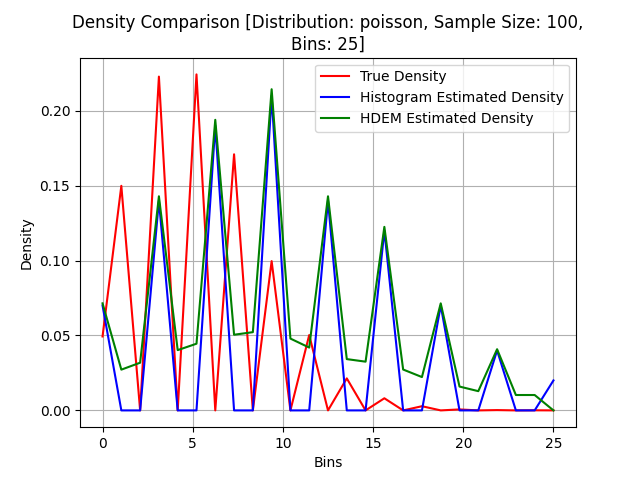 Density Comparison [Distribution: poisson, Sample Size: 100,
Bins: 25]
True Density
Histogram Estimated Density
HDEM Estimated Density
Density
0.20
0.15
0.10
0.05
0.00
0 5 10 15 20 25
Bins